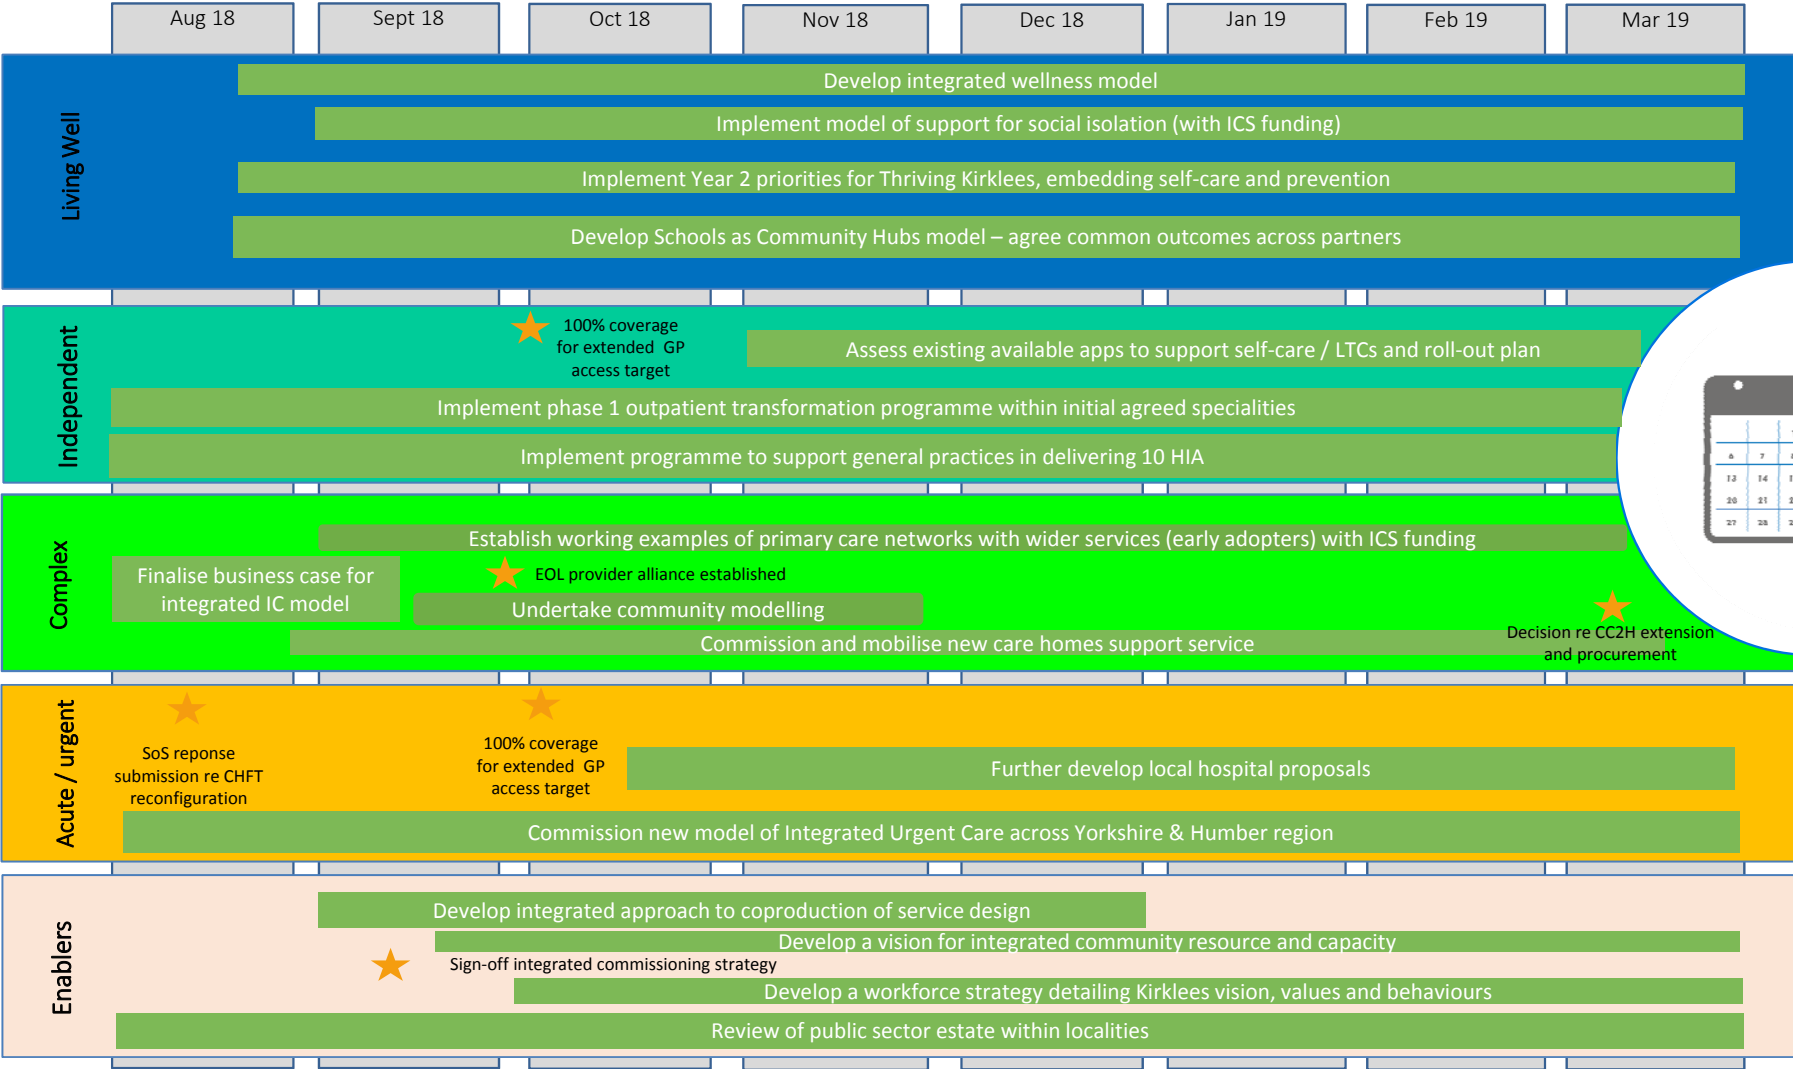 Aug 18
Sept 18
Oct 18
Nov 18
Dec 18
Jan 19
Feb 19
Mar 19
Living Well
Develop integrated wellness model
Implement model of support for social isolation (with ICS funding)
Implement Year 2 priorities for Thriving Kirklees, embedding self-care and prevention
Develop Schools as Community Hubs model – agree common outcomes across partners
Independent
100% coverage
for extended GP
access target
Assess existing available apps to support self-care / LTCs and roll-out plan
Implement phase 1 outpatient transformation programme within initial agreed specialities
Implement programme to support general practices in delivering 10 HIA
6 7
13 14
20 21
27 28
Complex
Establish working examples of primary care networks with wider services (early adopters) with ICS funding
Finalise business case for
integrated IC model
EOL provider alliance established
Undertake community modelling
Commission and mobilise new care homes support service
Decision re CC2H extension
and procurement
Acute / urgent
SoS reponse
submission re CHFT
reconfiguration
100% coverage
for extended GP
access target
Further develop local hospital proposals
Commission new model of Integrated Urgent Care across Yorkshire & Humber region
Enablers
Develop integrated approach to coproduction of service design
Develop a vision for integrated community resource and capacity
Sign-off integrated commissioning strategy
Develop a workforce strategy detailing Kirklees vision, values and behaviours
Review of public sector estate within localities